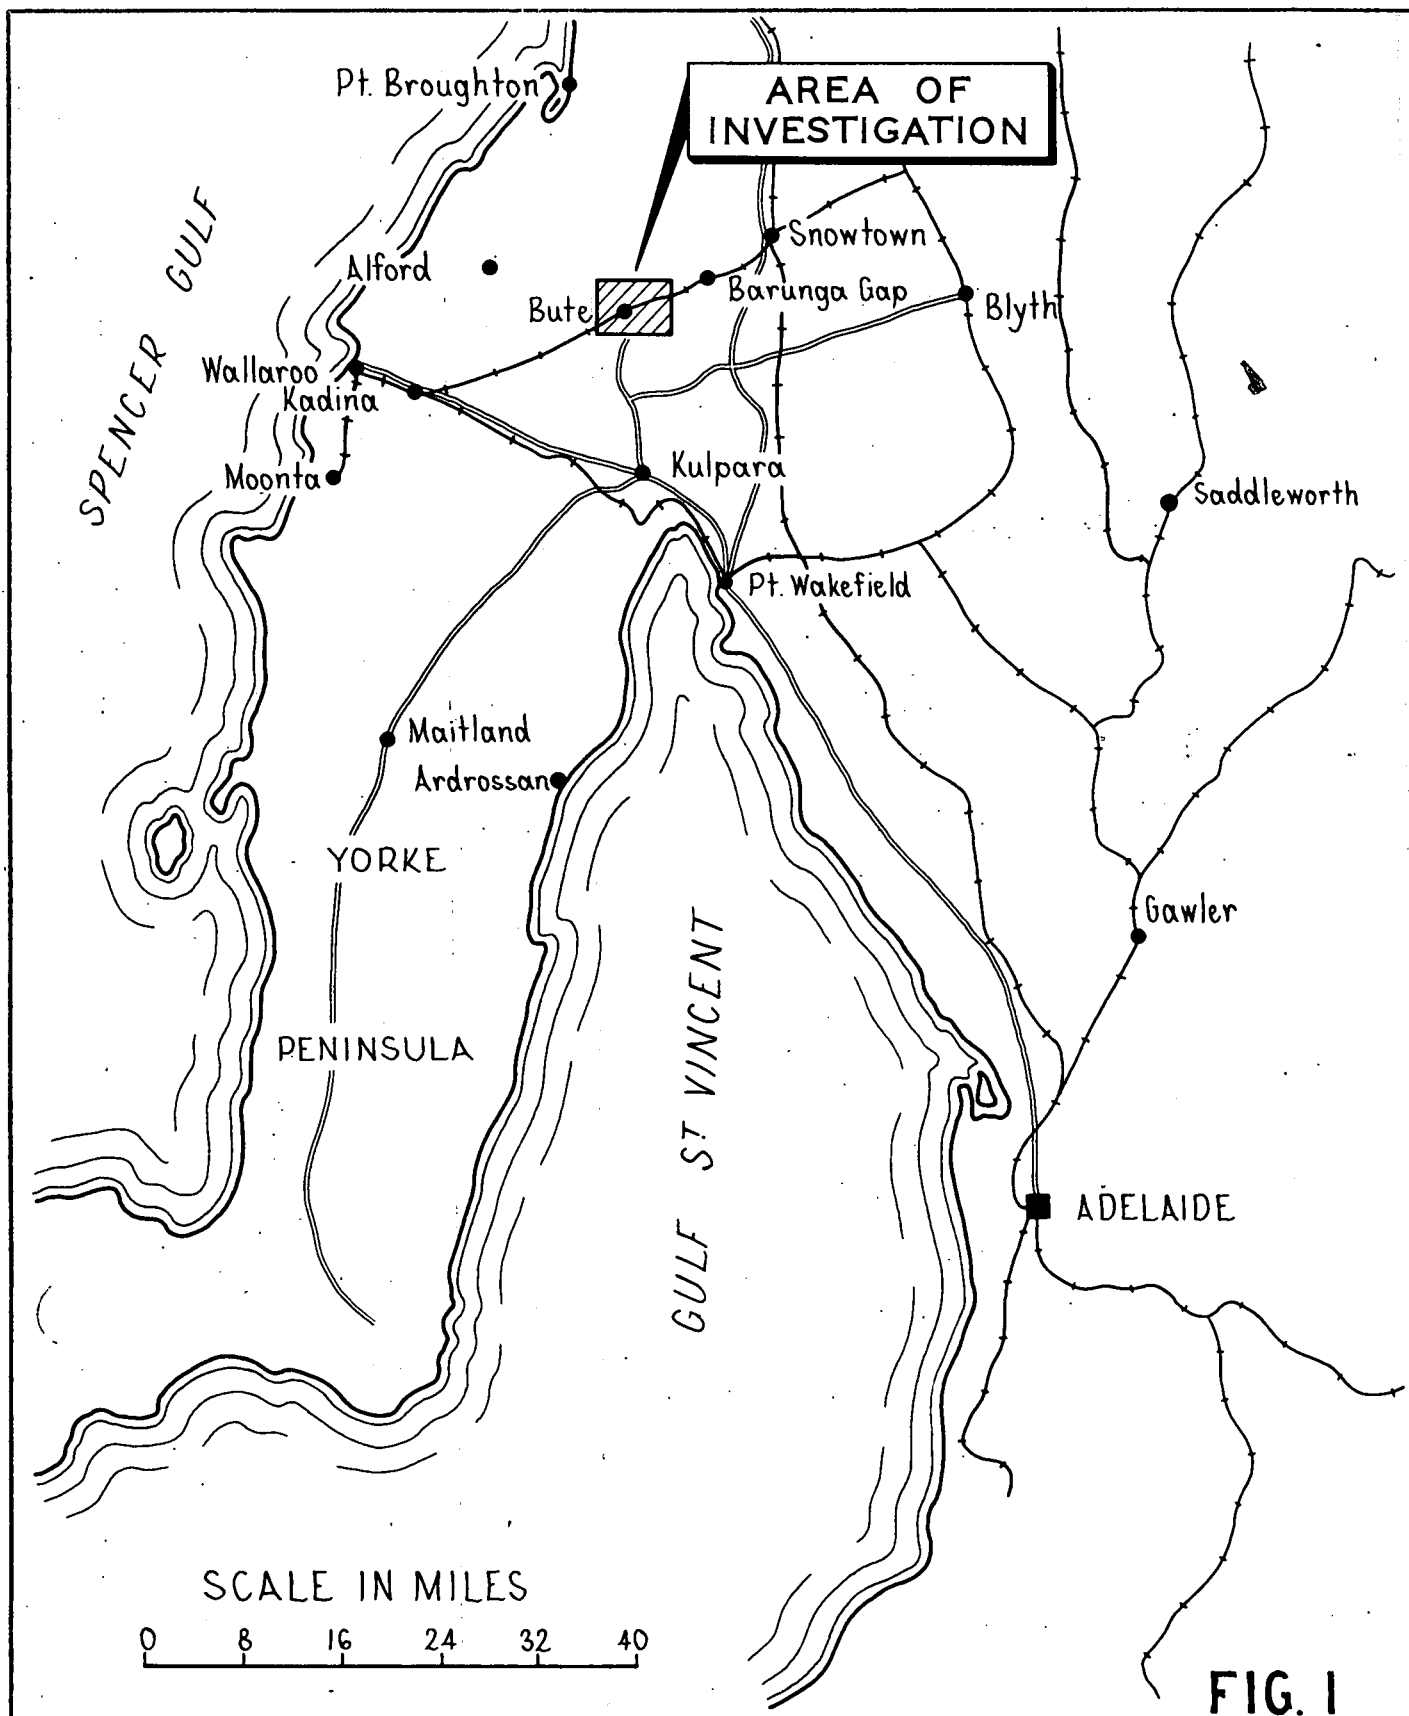 Pt. Broughton
AREA OF
INVESTIGATION
SPENCER GULF
Alford
Snowtown
Barunga Gap
Bute
Blyth
Wallaroo
Kadina
Moonta
Kulpara
Saddleworth
Pt. Wakefield
Maitland
Ardrossan
YORKE
Gawler
PENINSULA
GULF ST VINCENT
ADELAIDE
SCALE IN MILES
0 8 16 24 32 40
FIG. 1